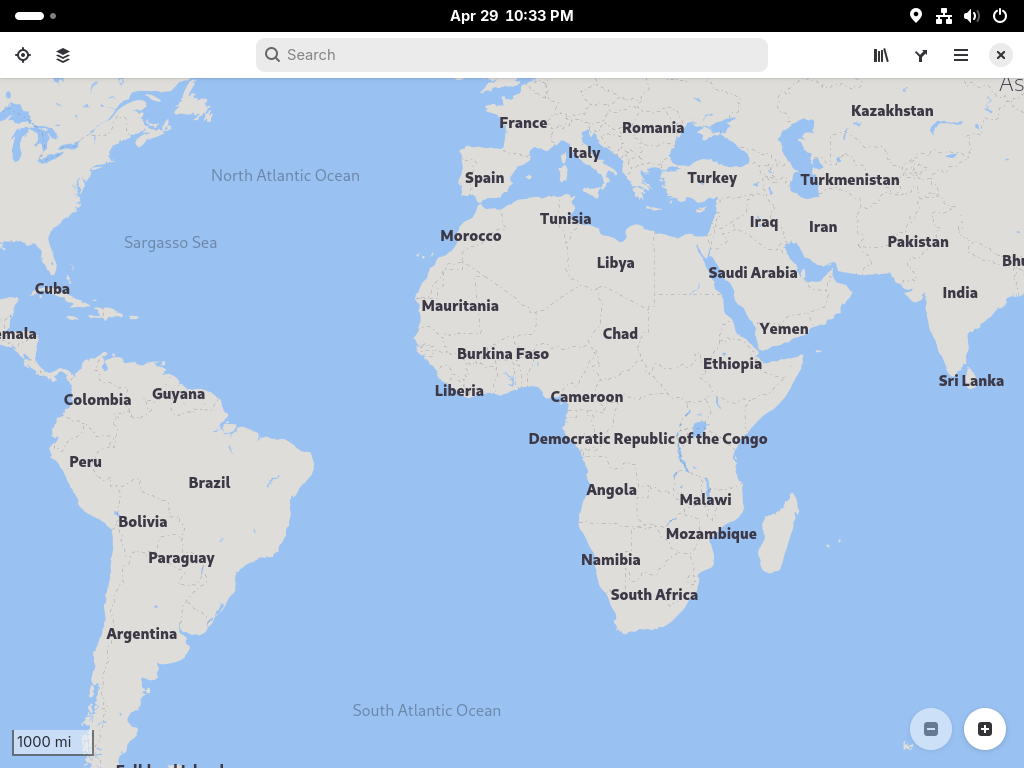 Apr 29 10:33 PM
Search
As
Kazakhstan
France
Romania
Italy
North Atlantic Ocean
Spain
Turkey
Turkmenistan
Tunisia
Iraq
Iran
Morocco
Sargasso Sea
Pakistan
Libya
Bhu
Saudi Arabia
Cuba
India
Mauritania
Yemen
emala
Chad
Burkina Faso
Ethiopia
Sri Lanka
Liberia
Guyana
Cameroon
Colombia
Democratic Republic of the Congo
Peru
Brazil
Angola
Malawi
Bolivia
Mozambique
Paraguay
Namibia
South Africa
Argentina
South Atlantic Ocean
1000 mi